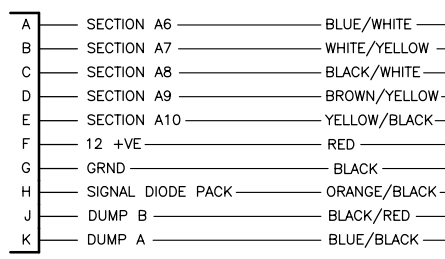 A SECTION A6 BLUE/WHITE
B SECTION A7 WHITE/YELLOW
C SECTION A8 BLACK/WHITE
D SECTION A9 BROWN/YELLOW
E SECTION A10 YELLOW/BLACK
F 12 +VE RED
G GRND BLACK
H SIGNAL DIODE PACK ORANGE/BLACK
J DUMP B BLACK/RED
K DUMP A BLUE/BLACK